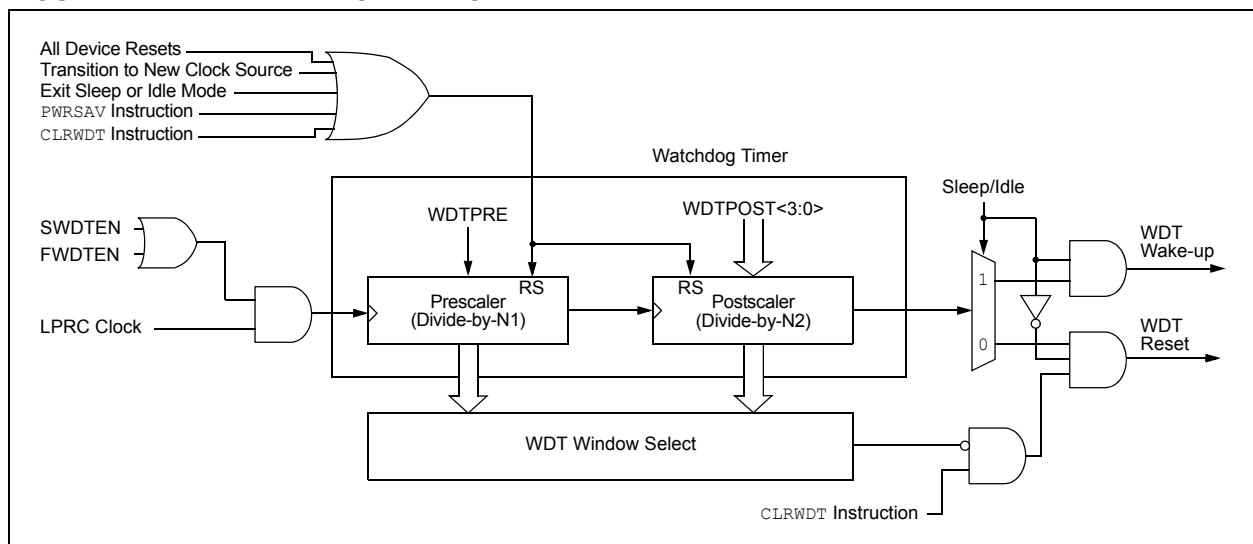 All Device Resets
Transition to New Clock Source
Exit Sleep or Idle Mode
PWRSAV Instruction
CLRWDT Instruction
Watchdog Timer
Sleep/Idle
SWDTEN
FWDTEN
WDTPRE
WDTPOST<3:0>
WDT
Wake-up
RS
RS
1
Prescaler
(Divide-by-N1)
Postscaler
(Divide-by-N2)
LPRC Clock
0
WDT
Reset
WDT Window Select
CLRWDT Instruction